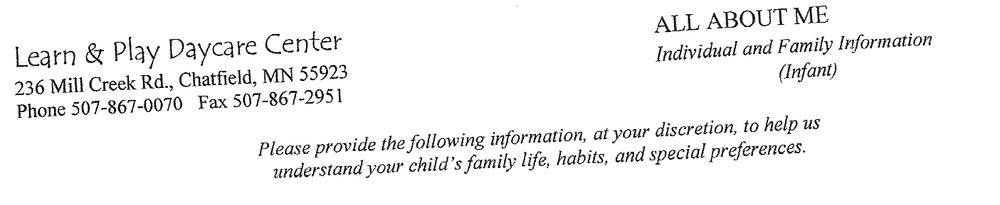 Learn & Play Daycare Center
236 Mill Creek Rd., Chatfield, MN 55923
Phone 507-867-0070 Fax 507-867-2951
ALL ABOUT ME
Individual and Family Information
(Infant)
Please provide the following information, at your discretion, to help us
understand your child's family life, habits, and special preferences.